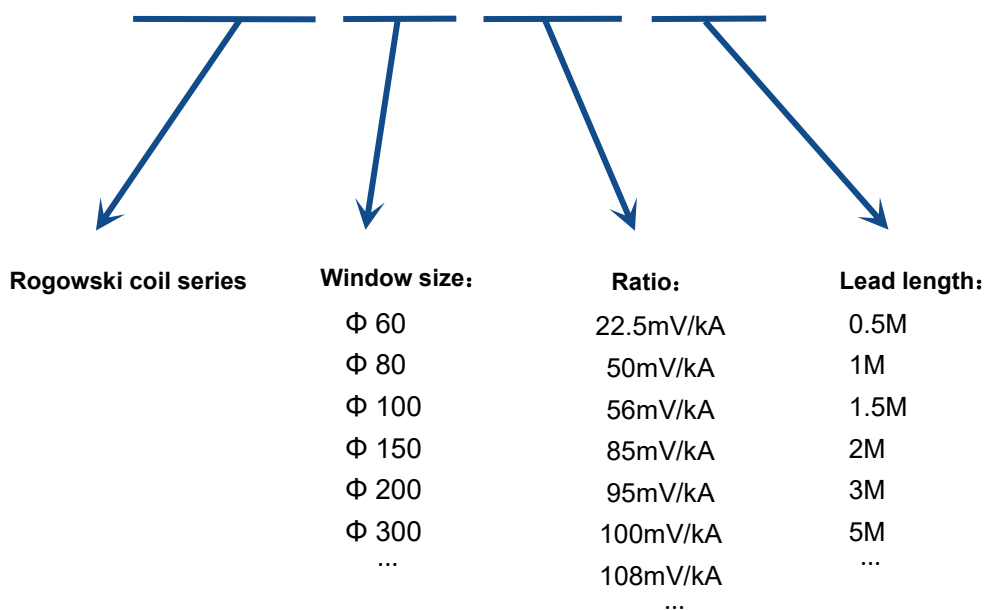 Rogowski coil series
Window size：
Φ 60
Φ 80
Φ 100
Φ 150
Φ 200
Φ 300
...
Ratio：
22.5mV/kA
50mV/kA
56mV/kA
85mV/kA
95mV/kA
100mV/kA
108mV/kA
...
Lead length：
0.5M
1M
1.5M
2M
3M
5M
...